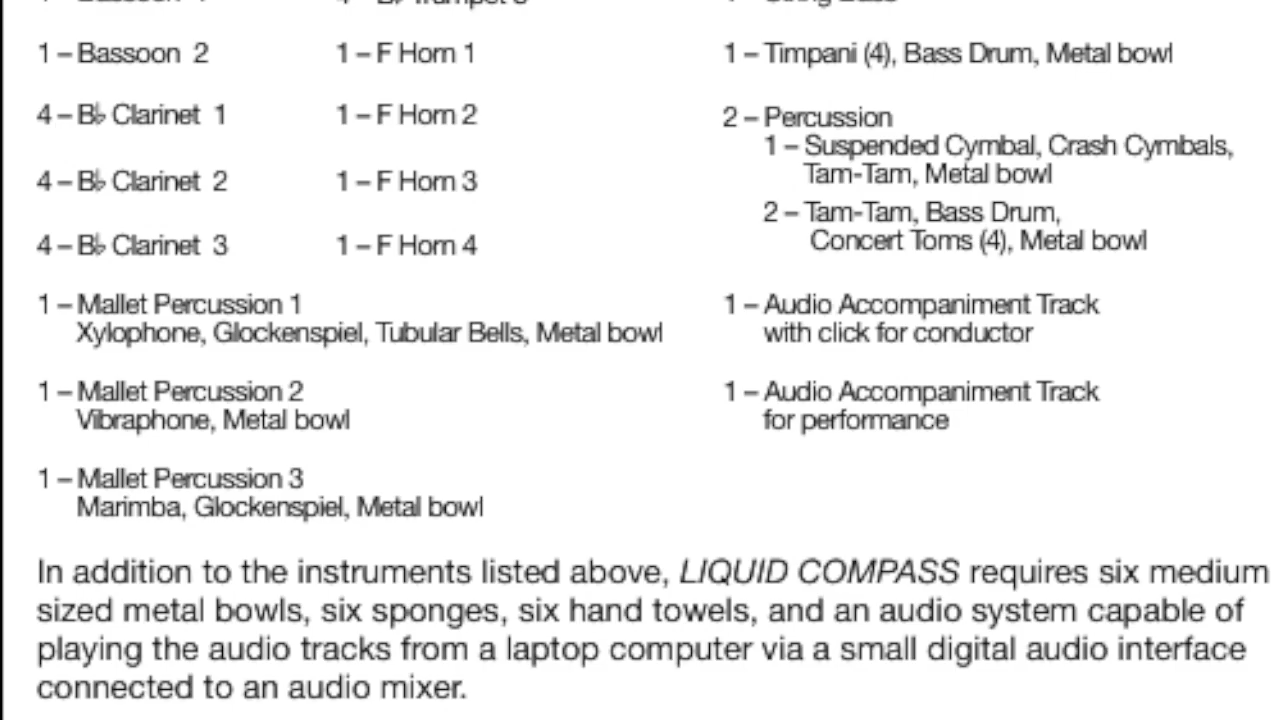 1 – Bassoon 2
4 – B♭ Clarinet 1
4 – B♭ Clarinet 2
4 – B♭ Clarinet 3
1 – F Horn 1
1 – F Horn 2
1 – F Horn 3
1 – F Horn 4
1 – Mallet Percussion 1
Xylophone, Glockenspiel, Tubular Bells, Metal bowl
1 – Mallet Percussion 2
Vibraphone, Metal bowl
1 – Mallet Percussion 3
Marimba, Glockenspiel, Metal bowl
1 – Timpani (4), Bass Drum, Metal bowl
2 – Percussion
1 – Suspended Cymbal, Crash Cymbals,
Tam-Tam, Metal bowl
2 – Tam-Tam, Bass Drum,
Concert Toms (4), Metal bowl
1 – Audio Accompaniment Track
with click for conductor
1 – Audio Accompaniment Track
for performance
In addition to the instruments listed above, LIQUID COMPASS requires six medium
sized metal bowls, six sponges, six hand towels, and an audio system capable of
playing the audio tracks from a laptop computer via a small digital audio interface
connected to an audio mixer.